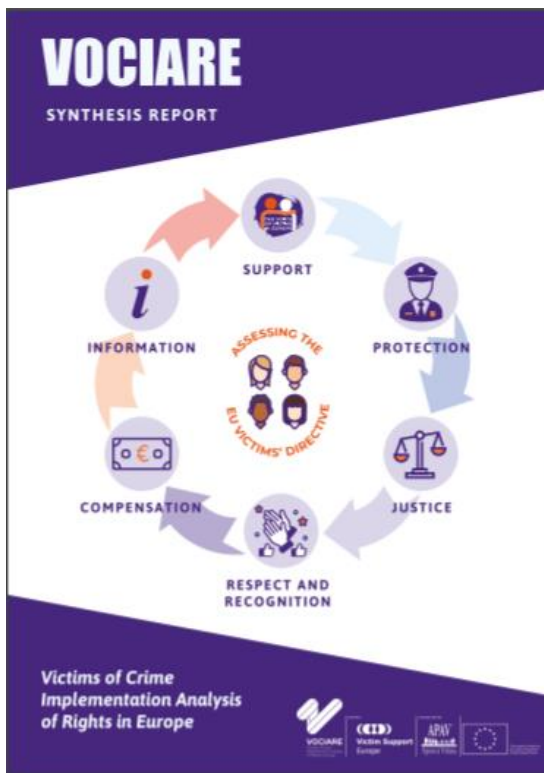 VOCIARE
SYNTHESIS REPORT
SUPPORT
i
INFORMATION
PROTECTION
ASSESSING THE
EU VICTIMS' DIRECTIVE
€
COMPENSATION
JUSTICE
RESPECT AND
RECOGNITION
Victims of Crime
Implementation Analysis
of Rights in Europe
VOCIARE
Victim Support
Europe
APAV